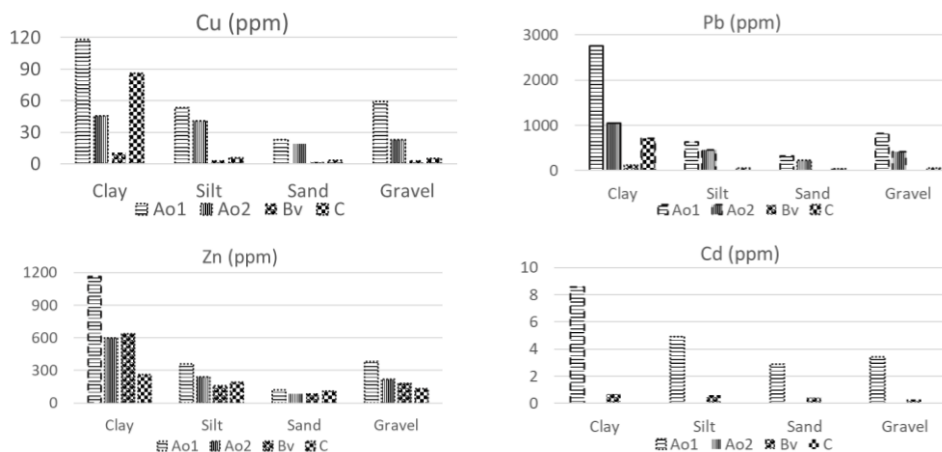 Cu (ppm)
120
90
60
30
0
Clay Silt Sand Gravel
Ao1 Ao2 Bv C
Pb (ppm)
3000
2000
1000
0
Clay Silt Sand Gravel
Ao1 Ao2 Bv C
Zn (ppm)
1200
900
600
300
0
Clay Silt Sand Gravel
Ao1 Ao2 Bv C
Cd (ppm)
10
8
6
4
2
0
Clay Silt Sand Gravel
Ao1 Ao2 Bv C